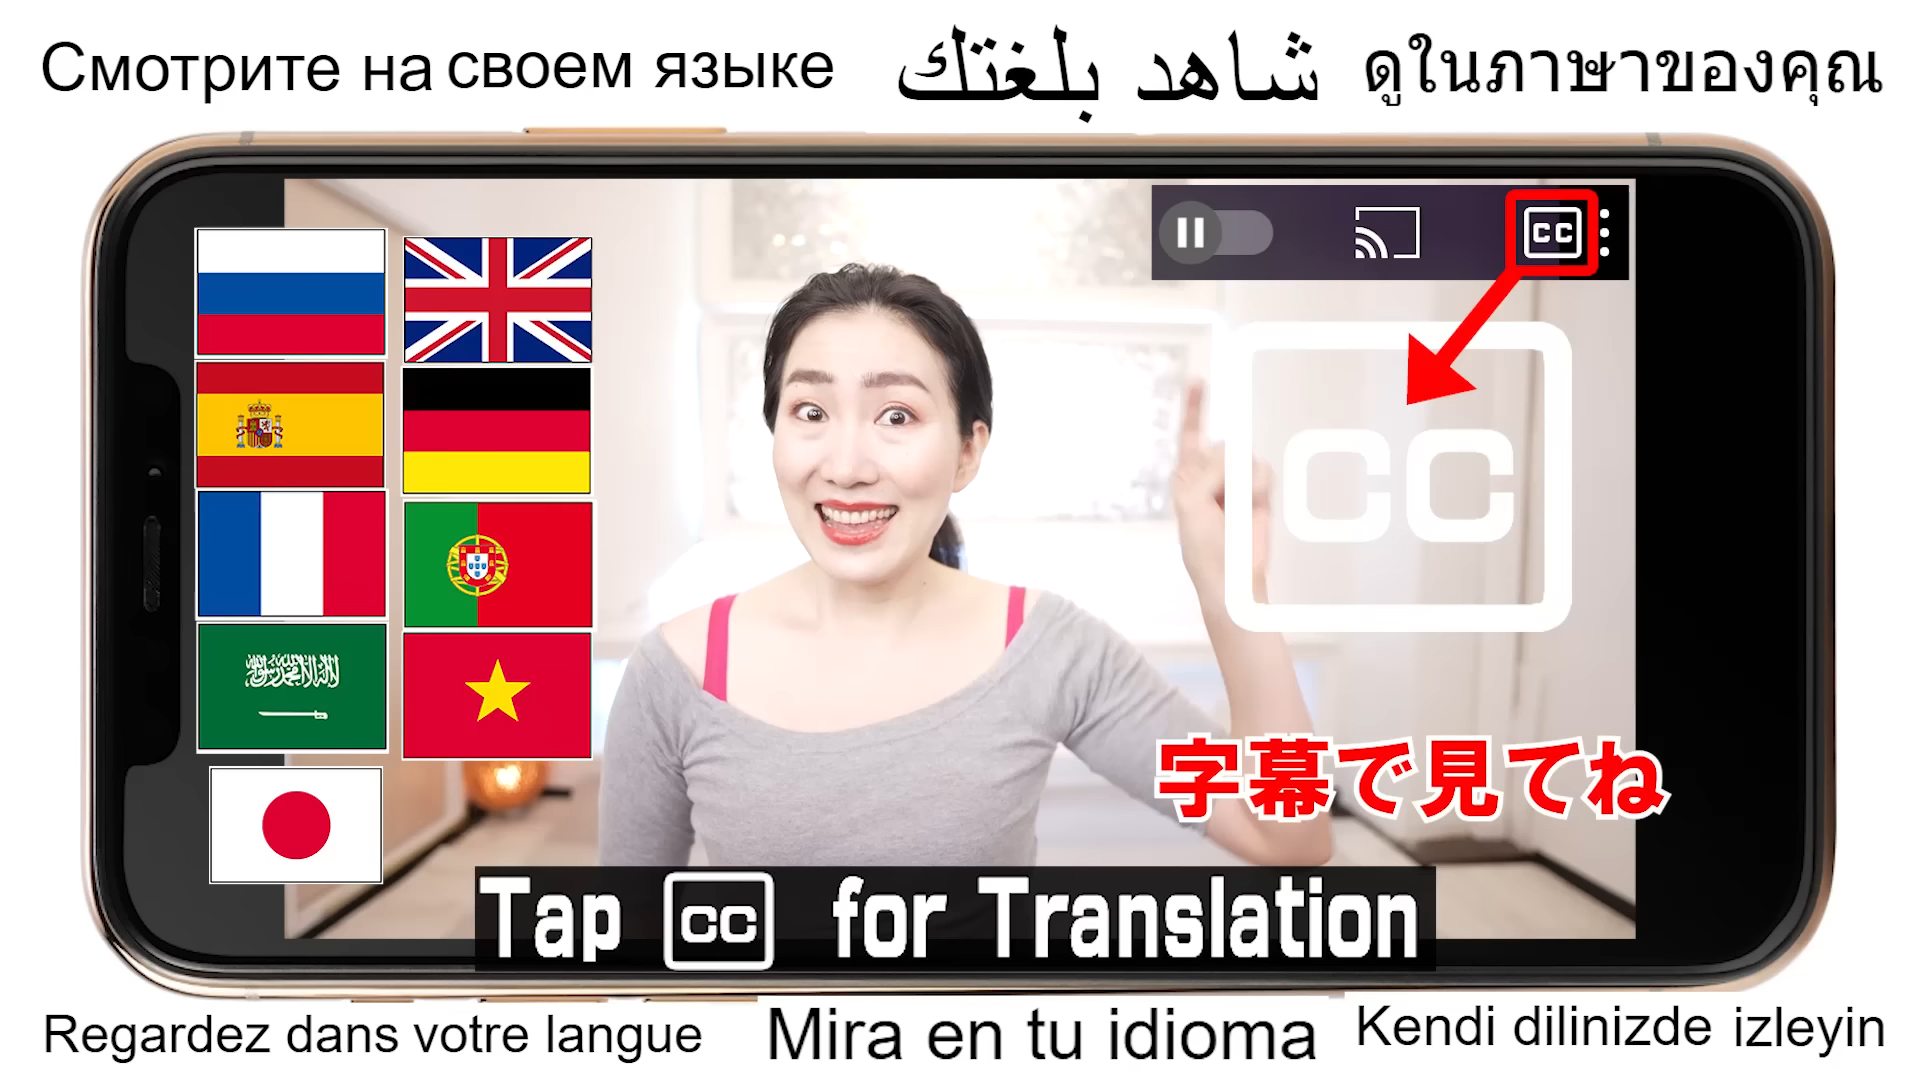 Смотрите на своем языке
شاهد بلغتك
ดูในภาษาของคุณ
CC
CC
字幕で見てね
Tap CC for Translation
Regardez dans votre langue
Mira en tu idioma
Kendi dilinizde izleyin